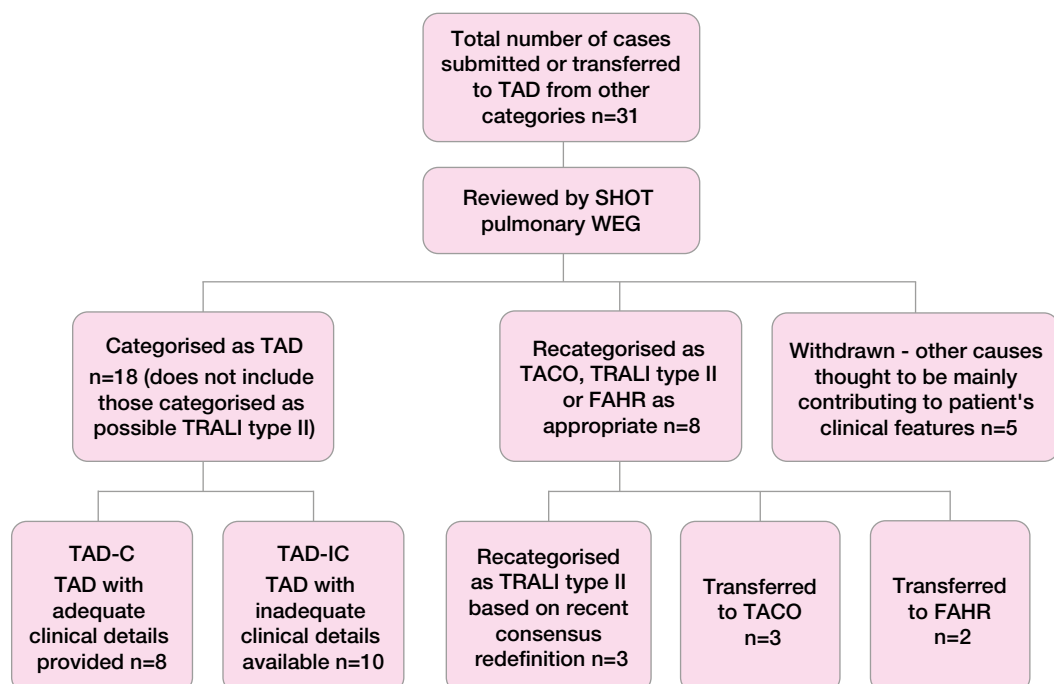 Total number of cases
submitted or transferred
to TAD from other
categories n=31
Reviewed by SHOT
pulmonary WEG
Categorised as TAD
n=18 (does not include
those categorised as
possible TRALI type II)
Recategorised as
TACO, TRALI type II
or FAHR as
appropriate n=8
Withdrawn - other causes
thought to be mainly
contributing to patient's
clinical features n=5
TAD-C
TAD with
adequate
clinical details
provided n=8
TAD-IC
TAD with
inadequate
clinical details
available n=10
Recategorised
as TRALI type II
based on recent
consensus
redefinition n=3
Transferred
to TACO
n=3
Transferred
to FAHR
n=2